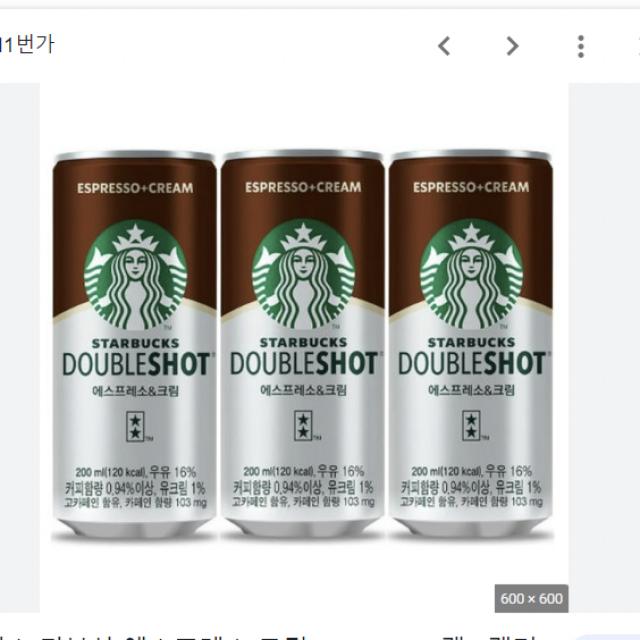 11번가
ESPRESSO+CREAM
STARBUCKS
DOUBLESHOT
에스프레소&크림
200 ml(120 kcal), 우유 16%
커피함량 0.94%이상, 유크림 1%
고카페인 함유, 카페인 함량 103 mg
ESPRESSO+CREAM
STARBUCKS
DOUBLESHOT
에스프레소&크림
200 ml(120 kcal), 우유 16%
커피함량 0.94%이상, 유크림 1%
고카페인 함유, 카페인 함량 103 mg
ESPRESSO+CREAM
STARBUCKS
DOUBLESHOT
에스프레소&크림
200 ml(120 kcal), 우유 16%
커피함량 0.94%이상, 유크림 1%
고카페인 함유, 카페인 함량 103 mg
600 × 600